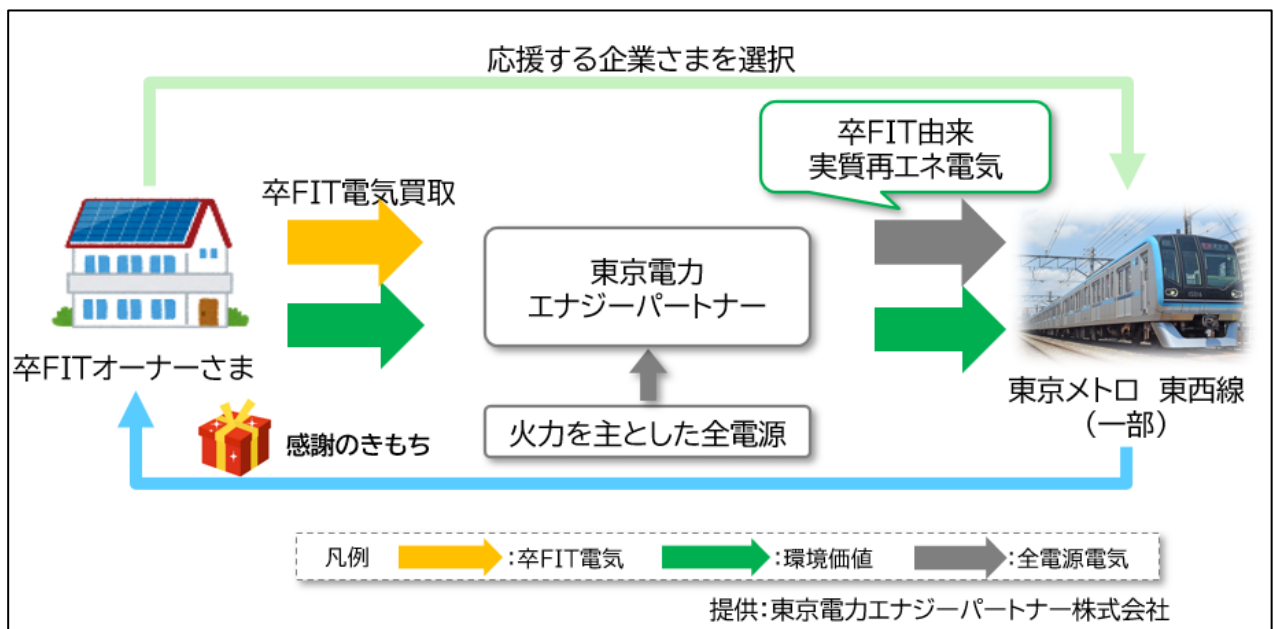 応援する企業さまを選択
卒FIT由来
実質再エネ電気
卒FIT電気買取
東京電力
エナジーパートナー
卒FITオーナーさま
東京メトロ 東西線
（一部）
火力を主とした全電源
感謝のきもち
凡例 :卒FIT電気 :環境価値 :全電源電気
提供:東京電力エナジーパートナー株式会社